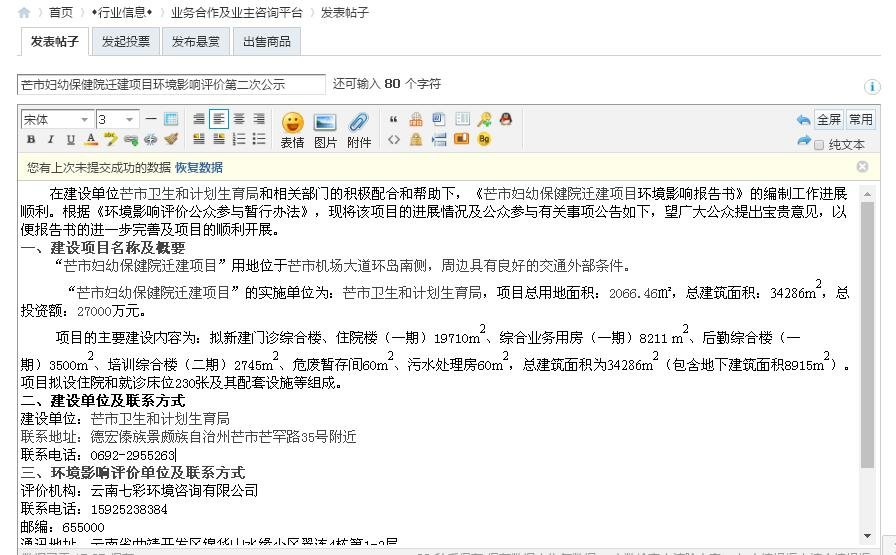 首页 〉 •行业信息• 〉 业务合作及业主咨询平台 〉 发表帖子
发表帖子 发起投票 发布悬赏 出售商品
芒市妇幼保健院迁建项目环境影响评价第二次公示 还可输入 80 个字符
宋体 3 全屏 常用
B I U A 表情 图片 附件 Bg 纯文本
您有上次未提交成功的数据 恢复数据
在建设单位芒市卫生和计划生育局和相关部门的积极配合和帮助下，《芒市妇幼保健院迁建项目环境影响报告书》的编制工作进展
顺利。根据《环境影响评价公众参与暂行办法》，现将该项目的进展情况及公众参与有关事项公告如下，望广大公众提出宝贵意见，以
便报告书的进一步完善及项目的顺利开展。
一、建设项目名称及概要
“芒市妇幼保健院迁建项目”用地位于芒市机场大道环岛南侧，周边具有良好的交通外部条件。
“芒市妇幼保健院迁建项目”的实施单位为：芒市卫生和计划生育局，项目总用地面积：2066.46㎡，总建筑面积：34286m²，总
投资额：27000万元。
项目的主要建设内容为：拟新建门诊综合楼、住院楼（一期）19710m²、综合业务用房（一期）8211 m²、后勤综合楼（一
期）3500m²、培训综合楼（二期）2745m²、危废暂存间60m²、污水处理房60m²，总建筑面积为34286m²（包含地下建筑面积8915m²）。
项目拟设住院和就诊床位230张及其配套设施等组成。
二、建设单位及联系方式
建设单位：芒市卫生和计划生育局
联系地址：德宏傣族景颇族自治州芒市芒罕路35号附近
联系电话：0692-2955263
三、环境影响评价单位及联系方式
评价机构：云南七彩环境咨询有限公司
联系电话：15925238384
邮编：655000